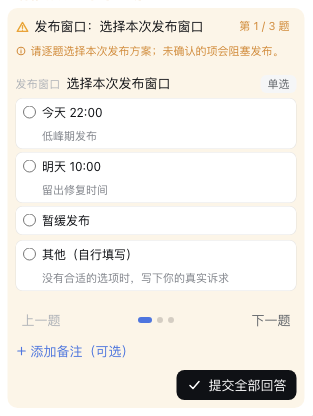 发布窗口：选择本次发布窗口 第 1 / 3 题
请逐题选择本次发布方案；未确认的项会阻塞发布。
发布窗口 选择本次发布窗口 单选
今天 22:00
低峰期发布
明天 10:00
留出修复时间
暂缓发布
其他（自行填写）
没有合适的选项时，写下你的真实诉求
上一题 下一题
+ 添加备注（可选）
✓ 提交全部回答